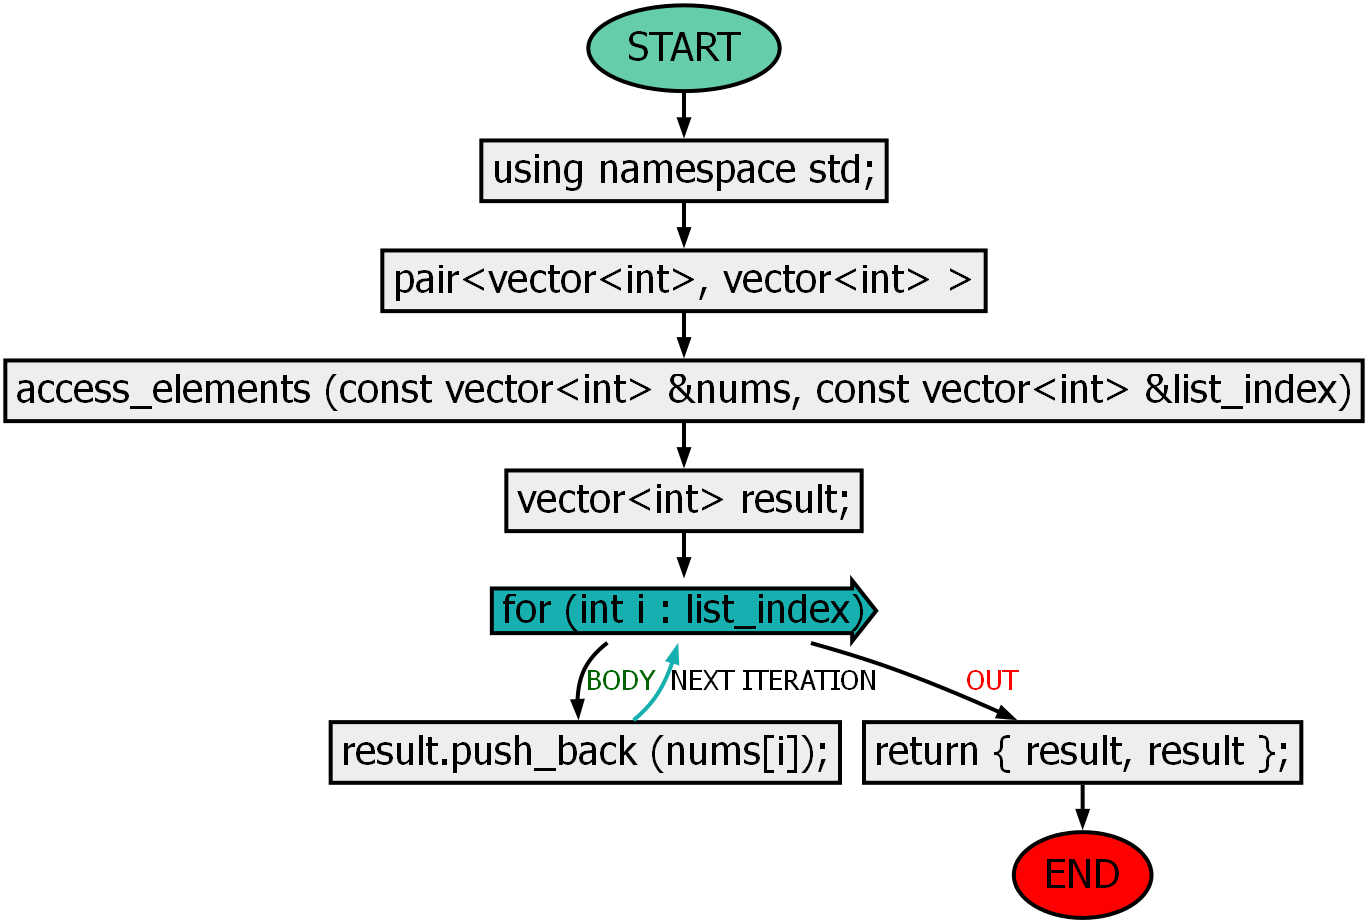 START
using namespace std;
pair<vector<int>, vector<int> >
access_elements (const vector<int> &nums, const vector<int> &list_index)
vector<int> result;
for (int i : list_index)
BODY
NEXT ITERATION
OUT
result.push_back (nums[i]);
return { result, result };
END